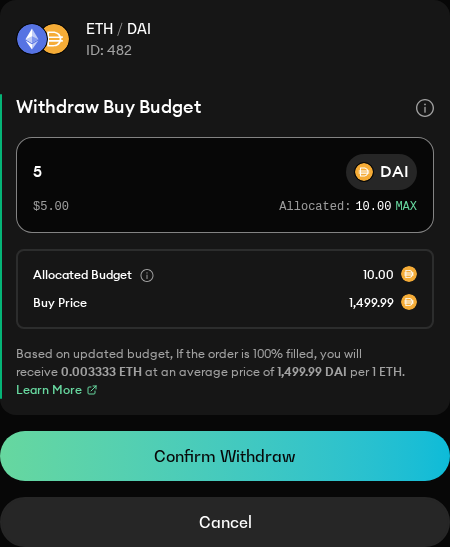 ETH / DAI
ID: 482
Withdraw Buy Budget
5
DAI
$5.00
Allocated: 10.00 MAX
Allocated Budget
10.00
Buy Price
1,499.99
Based on updated budget, If the order is 100% filled, you will
receive 0.003333 ETH at an average price of 1,499.99 DAI per 1 ETH.
Learn More
Confirm Withdraw
Cancel